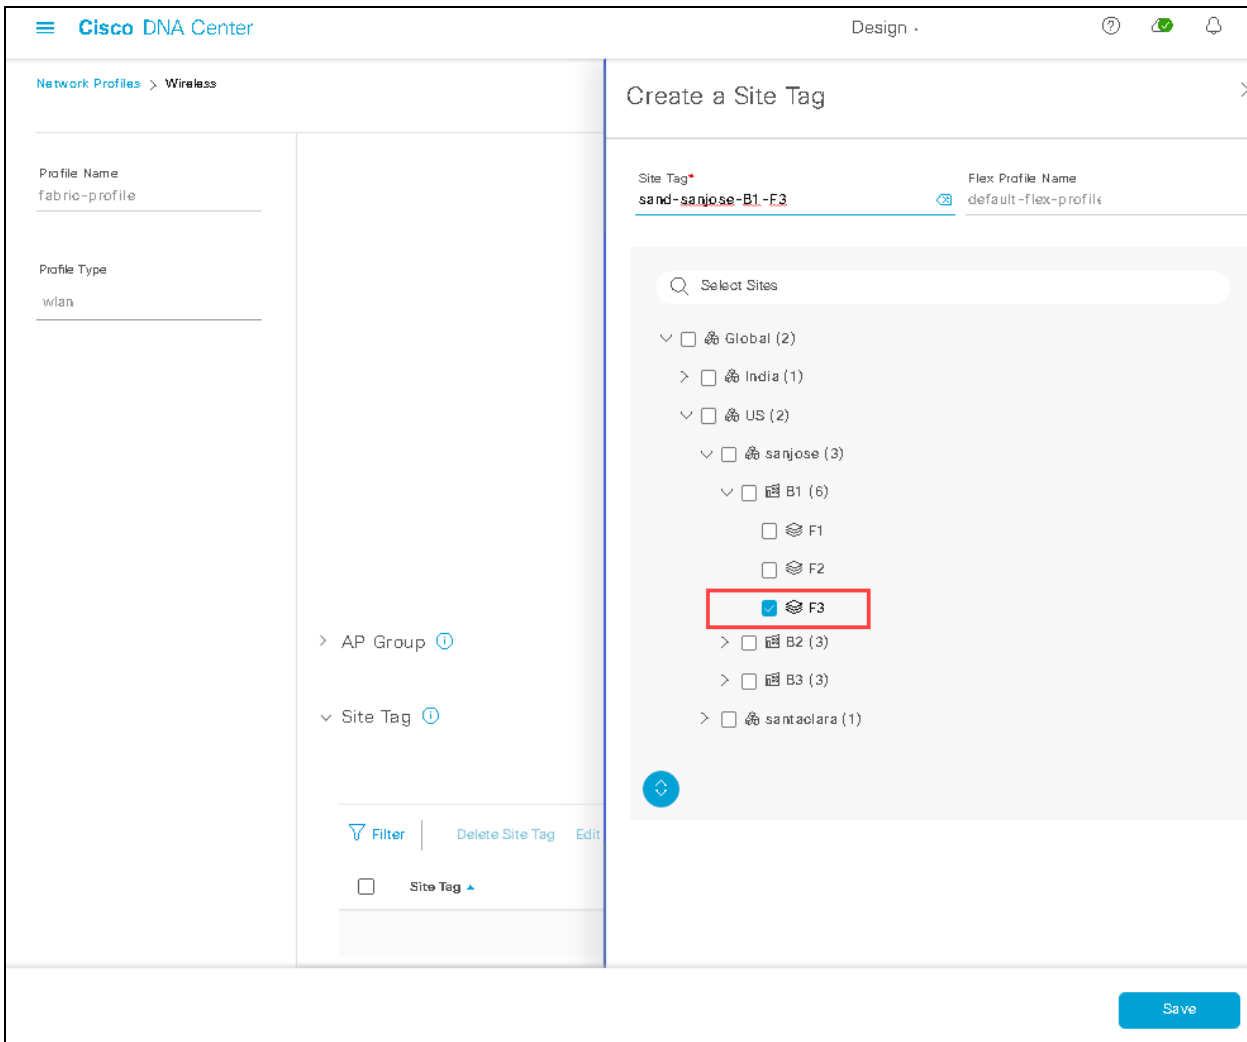 Cisco DNA Center
Design
Network Profiles > Wireless
Profile Name
fabric-profile
Profile Type
wlan
AP Group
Site Tag
Filter
Delete Site Tag Edit
Site Tag
Create a Site Tag
Site Tag*
sand-sanjose-B1-F3
Flex Profile Name
default-flex-profile
Select Sites
Global (2)
India (1)
US (2)
sanjose (3)
B1 (6)
F1
F2
F3
B2 (3)
B3 (3)
santaclara (1)
Save